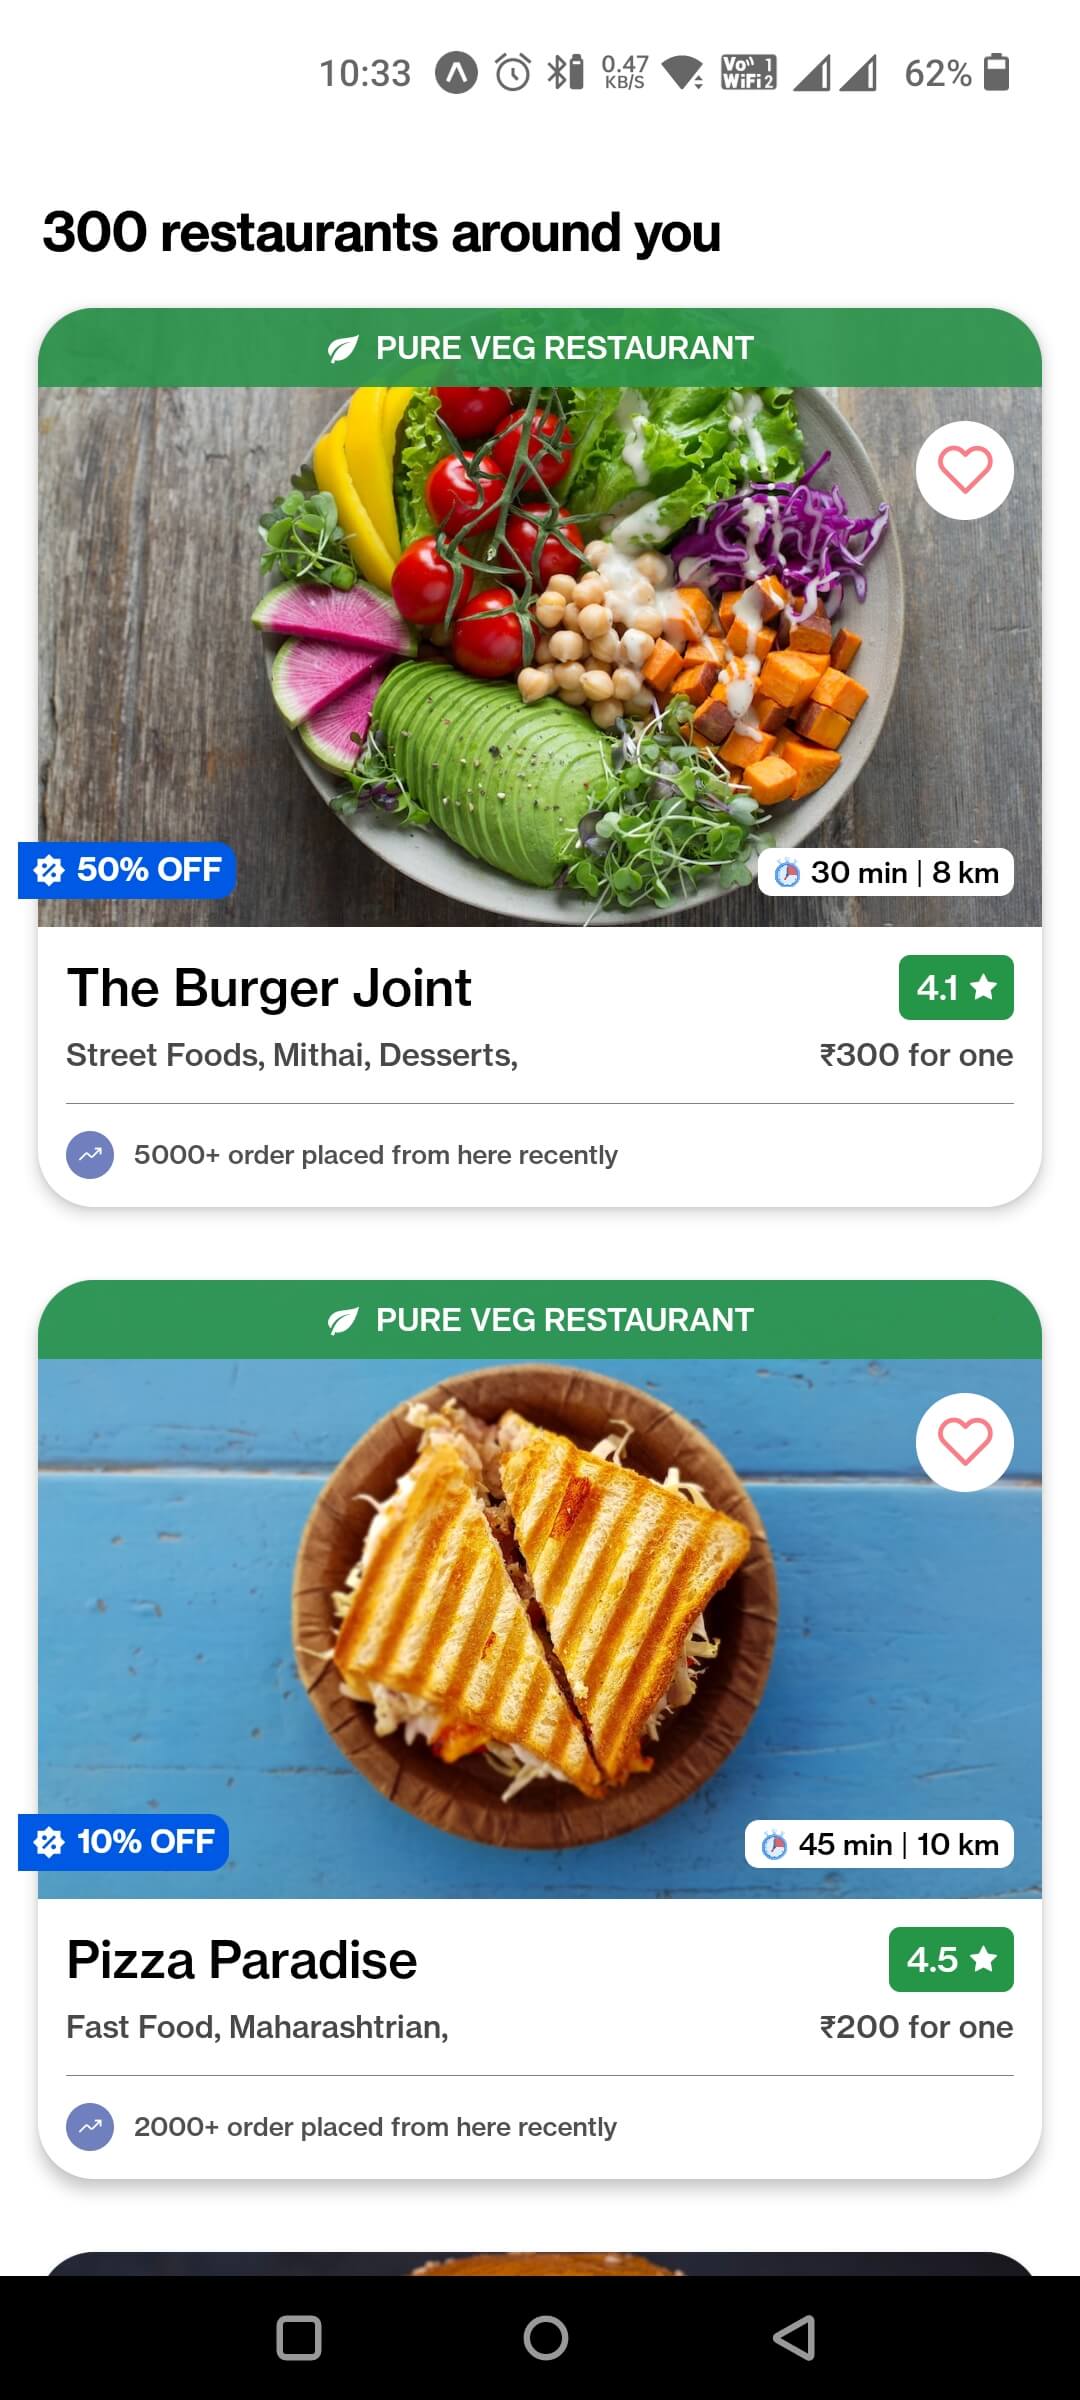 10:33
0.47
KB/S
Vo 1
WiFi 2
62%
300 restaurants around you
PURE VEG RESTAURANT
50% OFF
30 min | 8 km
The Burger Joint
4.1
Street Foods, Mithai, Desserts,
₹300 for one
5000+ order placed from here recently
PURE VEG RESTAURANT
10% OFF
45 min | 10 km
Pizza Paradise
4.5
Fast Food, Maharashtrian,
₹200 for one
2000+ order placed from here recently